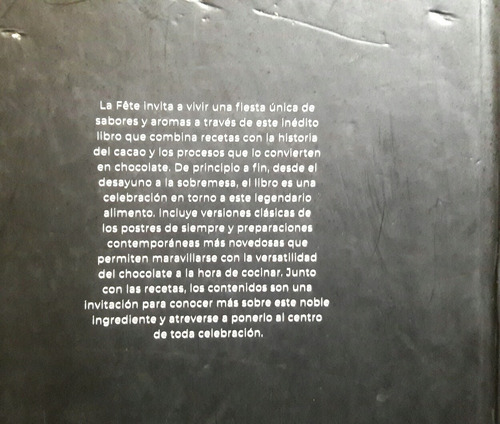 La Fête invita a vivir una fiesta única de
sabores y aromas a través de este inédito
libro que combina recetas con la historia
del cacao y los procesos que lo convierten
en chocolate. De principio a fin, desde el
desayuno a la sobremesa, el libro es una
celebración en torno a este legendario
alimento. Incluye versiones clásicas de
los postres de siempre y preparaciones
contemporáneas más novedosas que
permiten maravillarse con la versatilidad
del chocolate a la hora de cocinar. Junto
con las recetas, los contenidos son una
invitación para conocer más sobre este noble
ingrediente y atreverse a ponerlo al centro
de toda celebración.